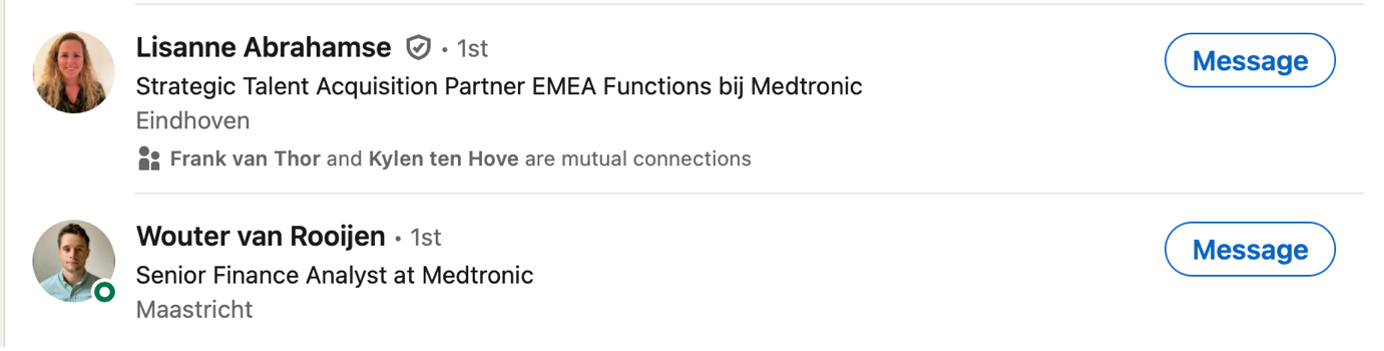 Lisanne Abrahamse • 1st
Message
Strategic Talent Acquisition Partner EMEA Functions bij Medtronic
Eindhoven
Frank van Thor and Kylen ten Hove are mutual connections
Wouter van Rooijen • 1st
Message
Senior Finance Analyst at Medtronic
Maastricht